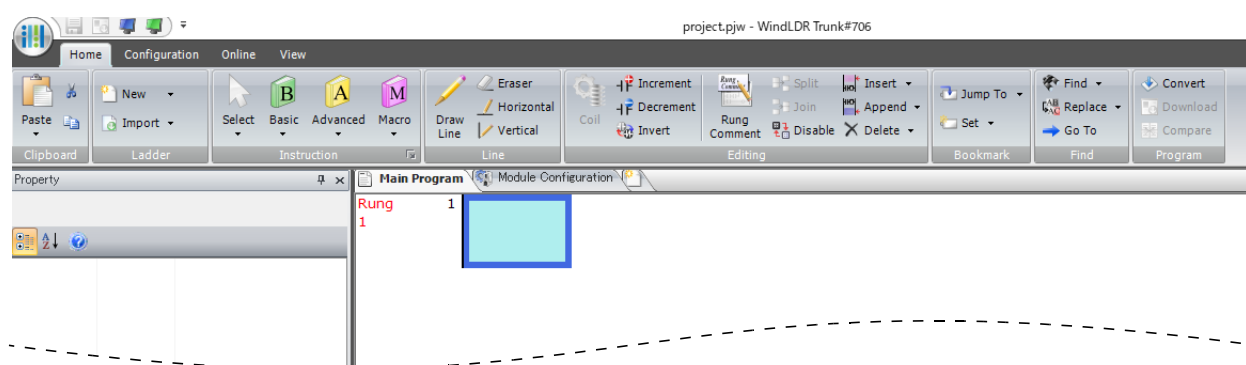 project.pjw - WindLDR Trunk#706
Home Configuration Online View
Paste
Clipboard
New
Import
Ladder
Select Basic Advanced Macro
B A M
Instruction
Draw Line
Eraser
Horizontal
Vertical
Line
Coil
Increment
Decrement
Invert
Rung Comment
Split
Join
Disable
Insert
Append
Delete
Editing
Jump To
Set
Bookmark
Find
Replace
Go To
Find
Convert
Download
Compare
Program
Property
Main Program Module Configuration
Rung 1
1